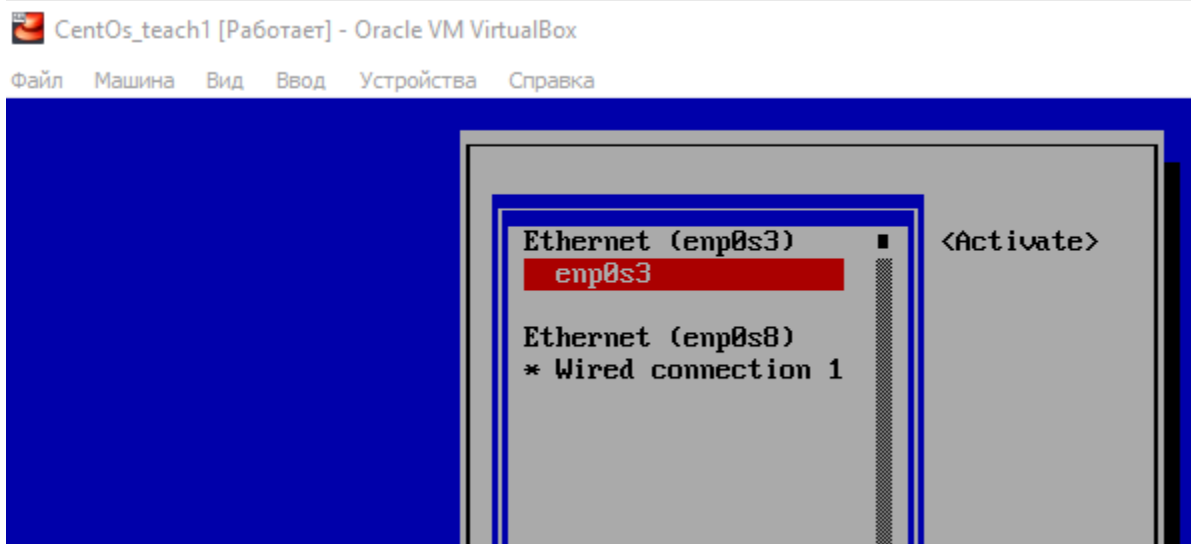 CentOs_teach1 [Работает] - Oracle VM VirtualBox
Файл Машина Вид Ввод Устройства Справка
Ethernet (enp0s3)
<Activate>
enp0s3
Ethernet (enp0s8)
* Wired connection 1